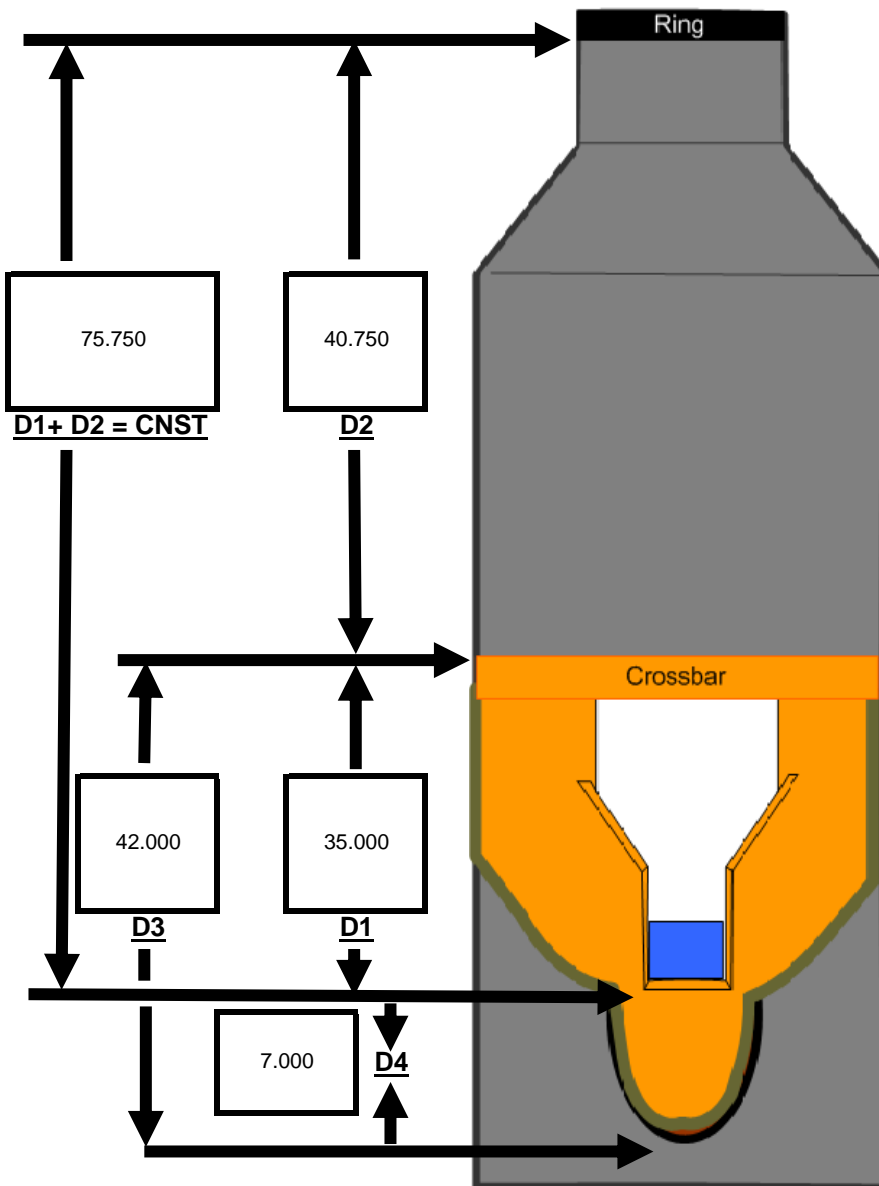 Ring
75.750
40.750
D1+ D2 = CNST
D2
Crossbar
42.000
35.000
D3
D1
7.000
D4